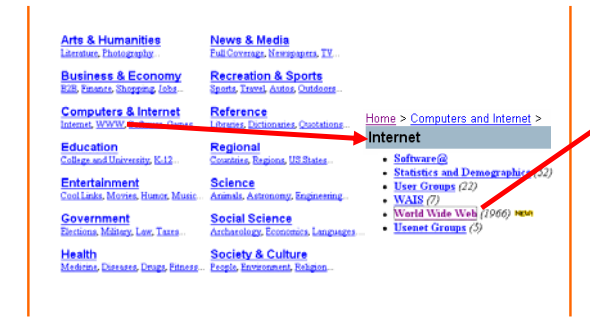 Arts & Humanities
Literature, Photography...
Business & Economy
B2B, Finance, Shopping, Jobs...
Computers & Internet
Internet, WWW, Software, Games...
Education
College and University, K-12...
Entertainment
Cool Links, Movies, Humor, Music...
Government
Elections, Military, Law, Taxes...
Health
Medicine, Diseases, Drugs, Fitness...
News & Media
Full Coverage, Newspapers, TV...
Recreation & Sports
Sports, Travel, Autos, Outdoors...
Reference
Libraries, Dictionaries, Quotations...
Regional
Countries, Regions, US States...
Science
Animals, Astronomy, Engineering...
Social Science
Archaeology, Economics, Languages...
Society & Culture
People, Environment, Religion...
Home > Computers and Internet >
Internet
Software@
Statistics and Demographics (52)
User Groups (22)
WAIS (7)
World Wide Web (1966) NEW!
Usenet Groups (5)